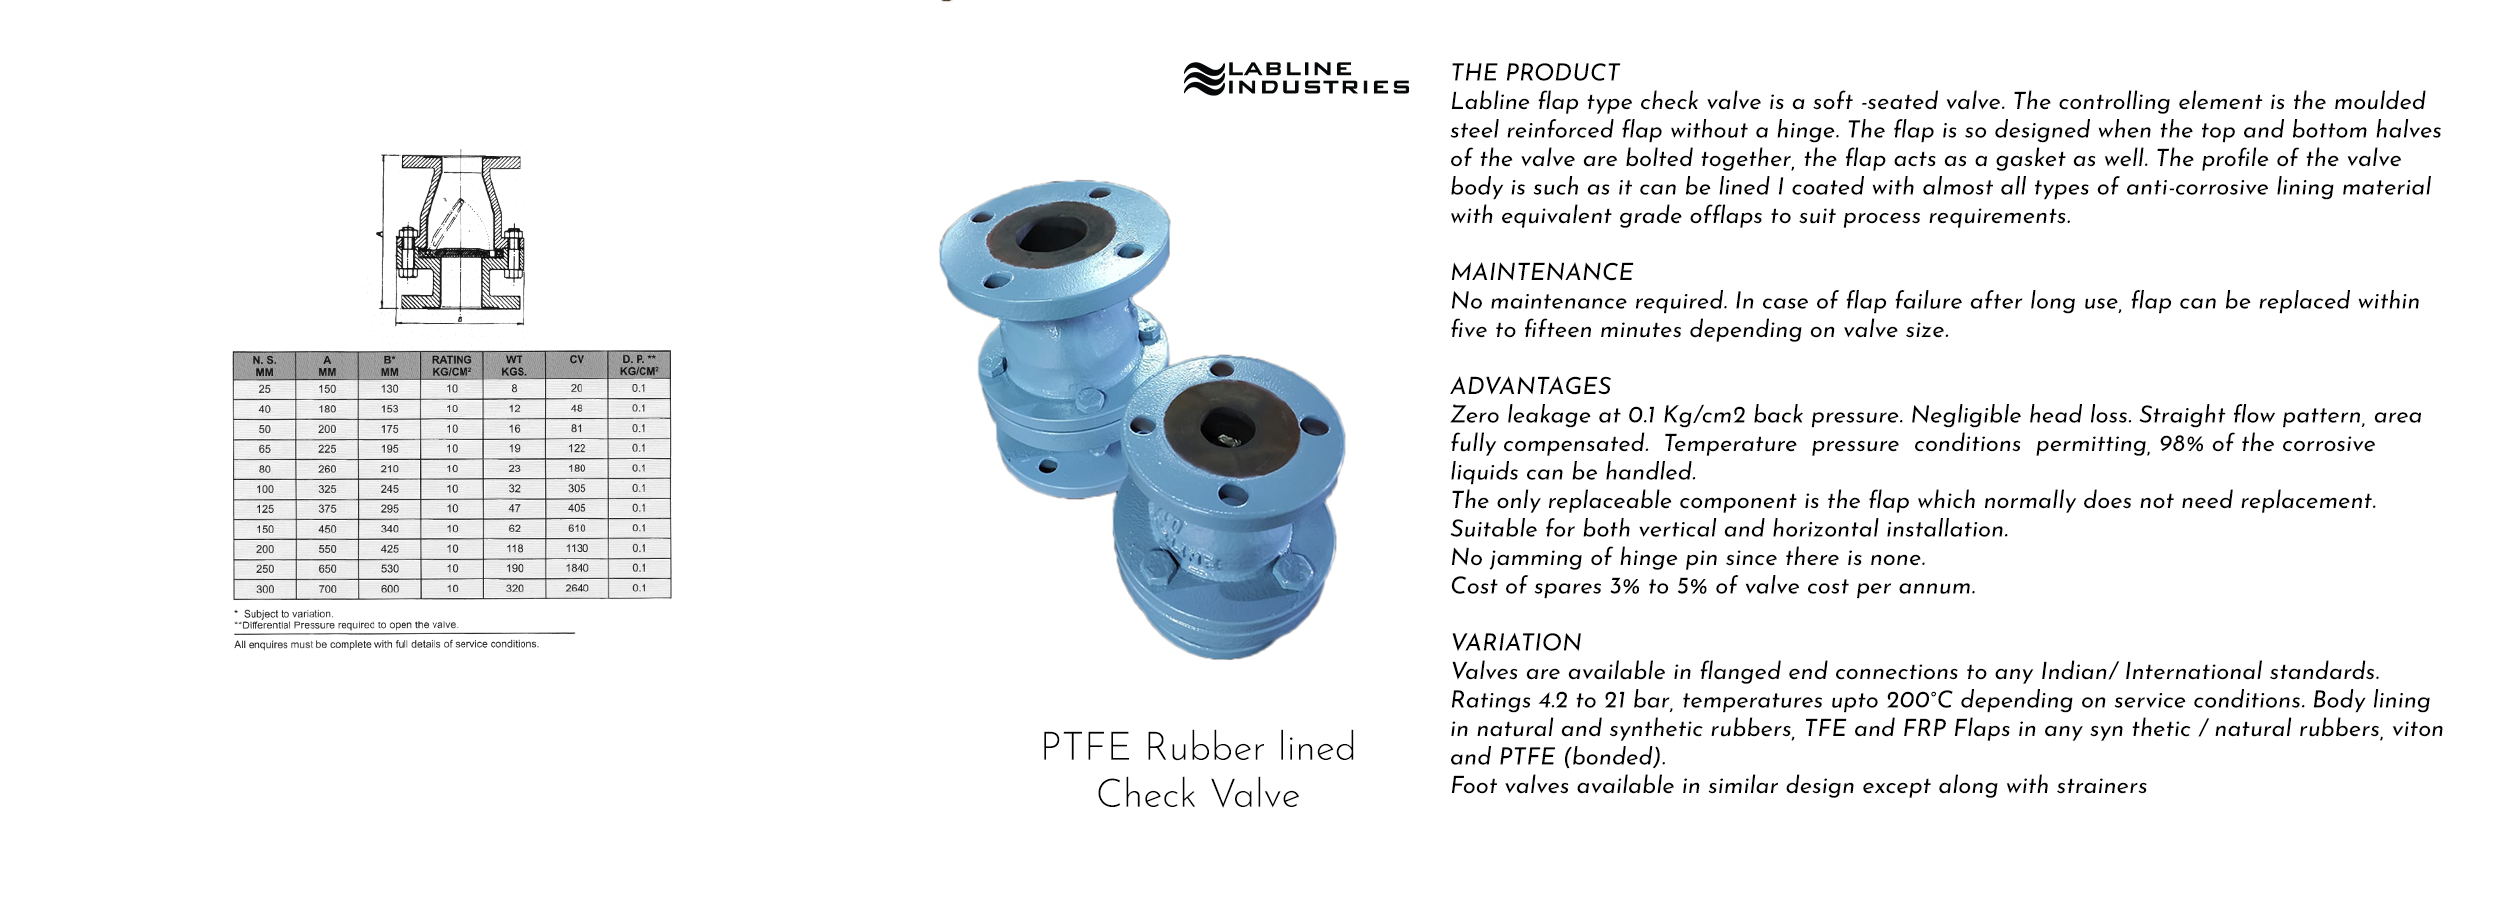 A
B
N. S. A B* RATING WT CV D. P. **
MM MM MM KG/CM² KGS. KG/CM²
25 150 130 10 8 20 0.1
40 180 153 10 12 48 0.1
50 200 175 10 16 81 0.1
65 225 195 10 19 122 0.1
80 260 210 10 23 180 0.1
100 325 245 10 32 305 0.1
125 375 295 10 47 405 0.1
150 450 340 10 62 610 0.1
200 550 425 10 118 1130 0.1
250 650 530 10 190 1840 0.1
300 700 600 10 320 2640 0.1
* Subject to variation.
**Differential Pressure required to open the valve.
All enquires must be complete with full details of service conditions.
LABLINE
INDUSTRIES
PTFE Rubber lined
Check Valve
THE PRODUCT
Labline flap type check valve is a soft -seated valve. The controlling element is the moulded
steel reinforced flap without a hinge. The flap is so designed when the top and bottom halves
of the valve are bolted together, the flap acts as a gasket as well. The profile of the valve
body is such as it can be lined I coated with almost all types of anti-corrosive lining material
with equivalent grade offlaps to suit process requirements.
MAINTENANCE
No maintenance required. In case of flap failure after long use, flap can be replaced within
five to fifteen minutes depending on valve size.
ADVANTAGES
Zero leakage at 0.1 Kg/cm2 back pressure. Negligible head loss. Straight flow pattern, area
fully compensated. Temperature pressure conditions permitting, 98% of the corrosive
liquids can be handled.
The only replaceable component is the flap which normally does not need replacement.
Suitable for both vertical and horizontal installation.
No jamming of hinge pin since there is none.
Cost of spares 3% to 5% of valve cost per annum.
VARIATION
Valves are available in flanged end connections to any Indian/ International standards.
Ratings 4.2 to 21 bar, temperatures upto 200°C depending on service conditions. Body lining
in natural and synthetic rubbers, TFE and FRP Flaps in any syn thetic / natural rubbers, viton
and PTFE (bonded).
Foot valves available in similar design except along with strainers